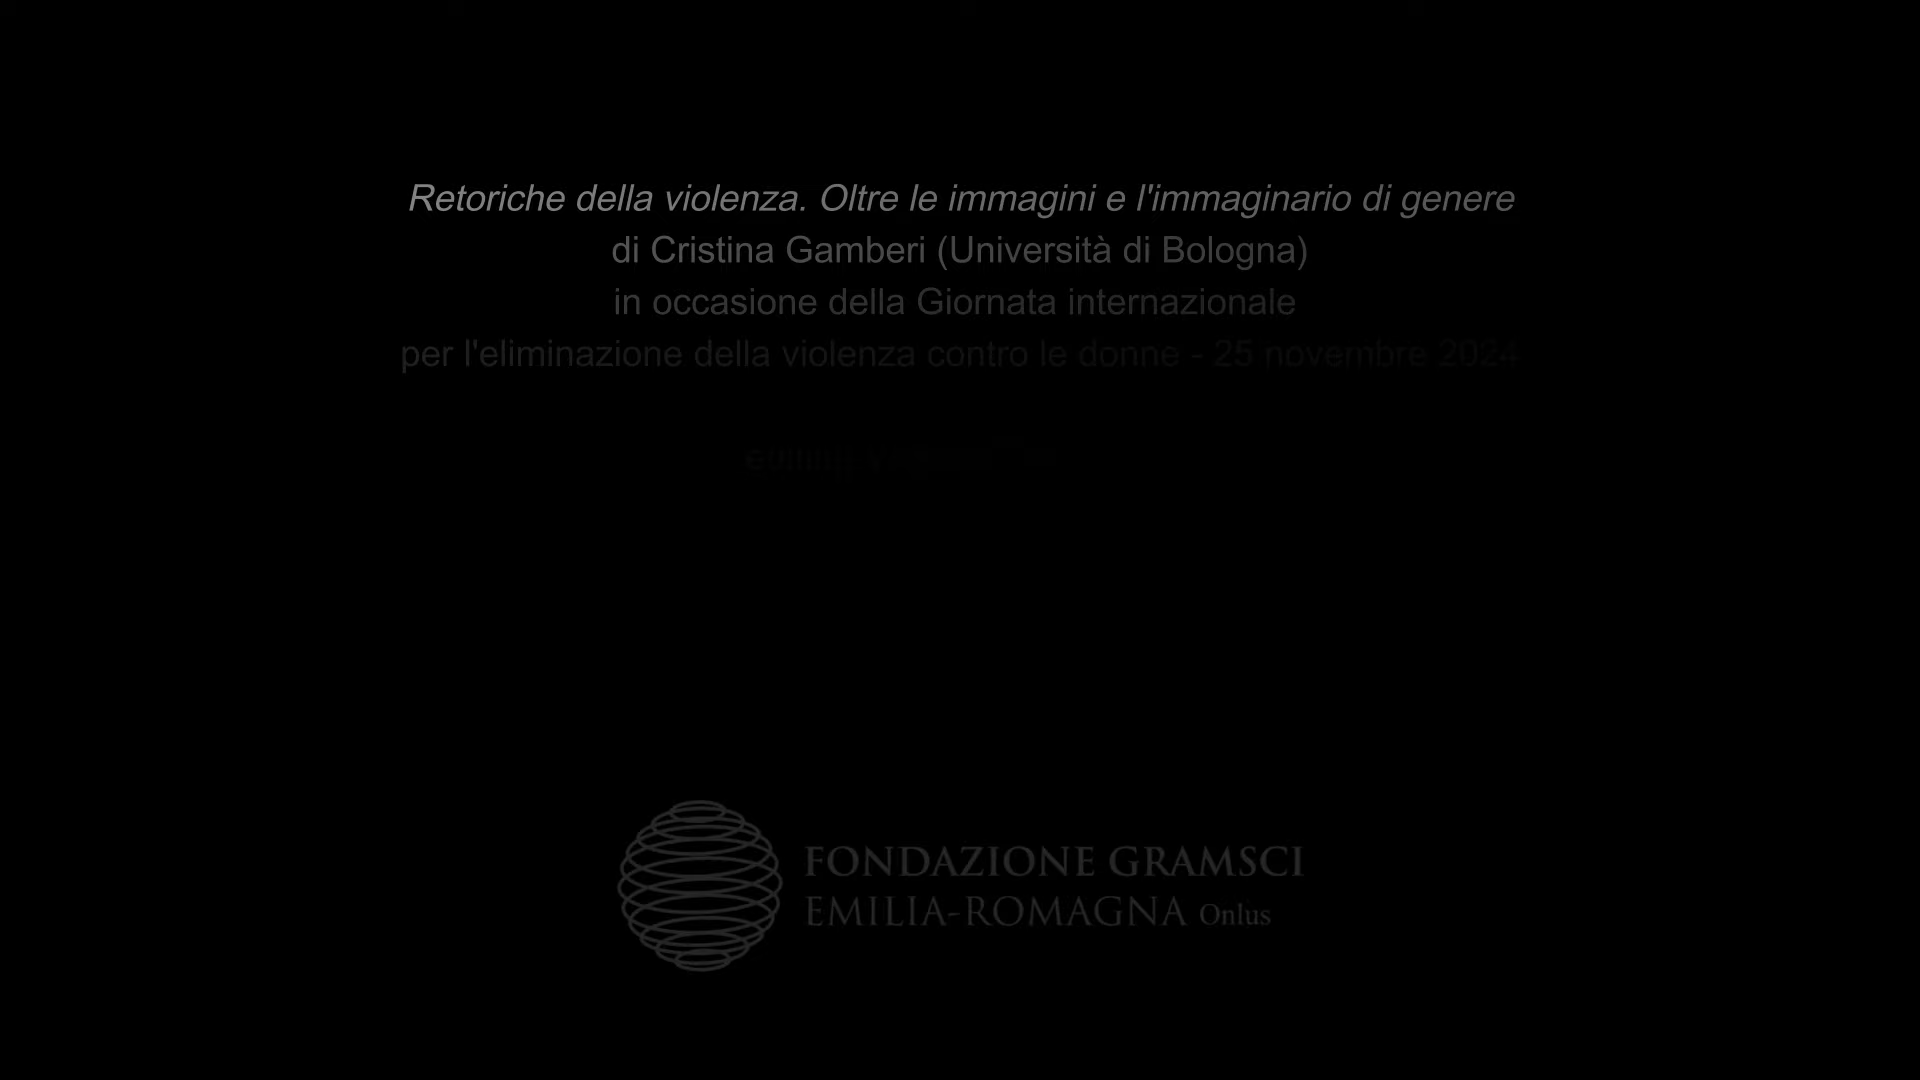 Retoriche della violenza. Oltre le immagini e l'immaginario di genere
di Cristina Gamberi (Università di Bologna)
in occasione della Giornata internazionale
per l'eliminazione della violenza contro le donne - 25 novembre 2024
FONDAZIONE GRAMSCI
EMILIA-ROMAGNA Onlus